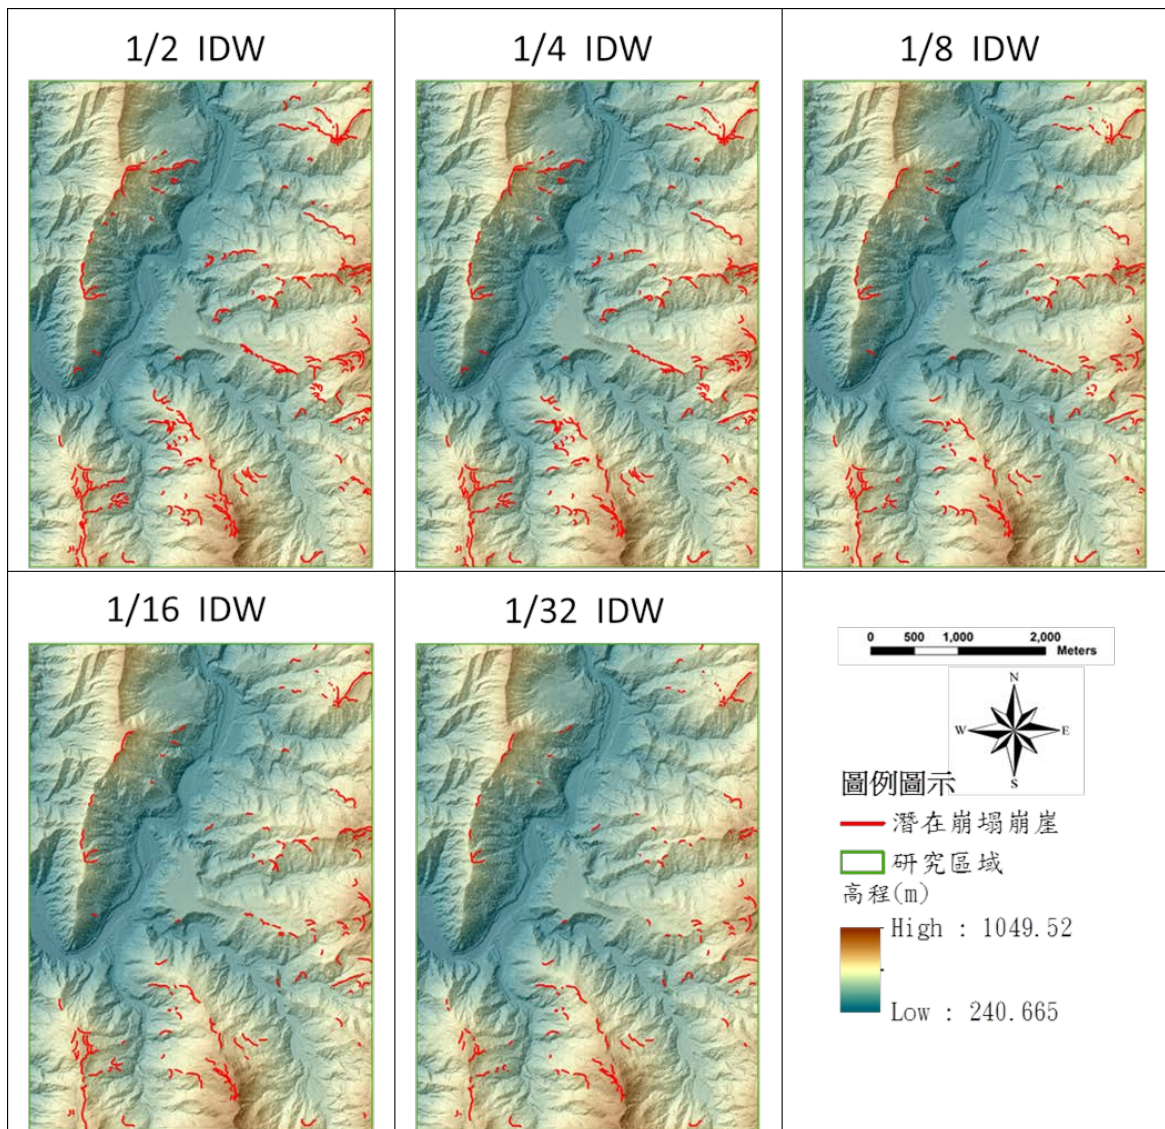 1/2 IDW
1/4 IDW
1/8 IDW
1/16 IDW
1/32 IDW
0 500 1,000 2,000
Meters
N
W E
S
圖例圖示
潛在崩塌崩崖
研究區域
高程(m)
High : 1049.52
Low : 240.665